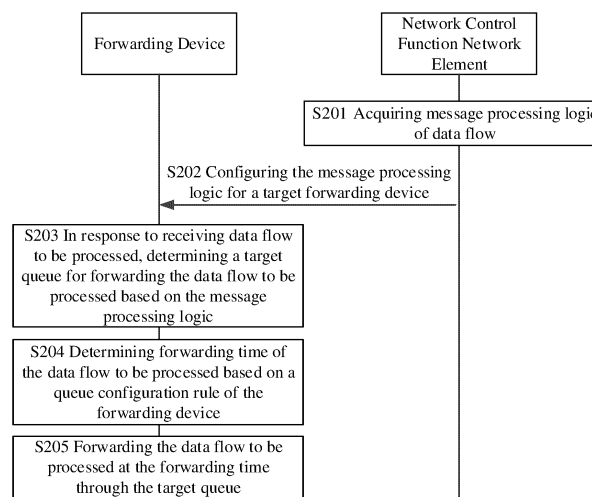 Forwarding Device
Network Control
Function Network
Element
S201 Acquiring message processing logic
of data flow
S202 Configuring the message processing
logic for a target forwarding device
S203 In response to receiving data flow
to be processed, determining a target
queue for forwarding the data flow to be
processed based on the message
processing logic
S204 Determining forwarding time of
the data flow to be processed based on a
queue configuration rule of the
forwarding device
S205 Forwarding the data flow to be
processed at the forwarding time
through the target queue